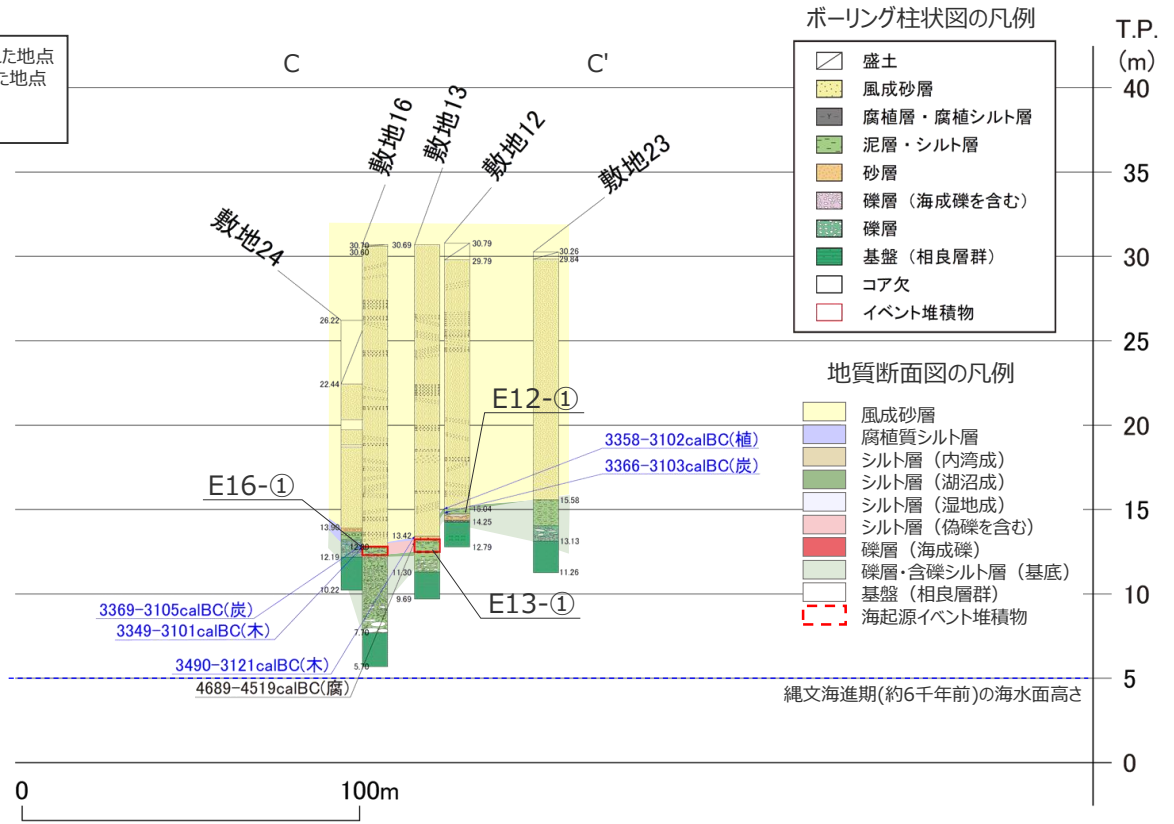 た地点
た地点
C
C'
ボーリング柱状図の凡例
盛土
風成砂層
腐植層・腐植シルト層
泥層・シルト層
砂層
礫層（海成礫を含む）
礫層
基盤（相良層群）
コア欠
イベント堆積物
T.P.
(m)
40
35
30
25
20
15
10
5
0
敷地24
敷地16
敷地13
敷地12
敷地23
26.22
22.44
13.99
12.19
10.22
30.70
30.60
7.70
5.70
30.69
13.42
11.30
9.69
30.79
29.79
14.25
12.79
30.26
29.84
15.58
13.13
11.26
E12-①
E16-①
E13-①
3358-3102calBC(植)
3366-3103calBC(炭)
3369-3105calBC(炭)
3349-3101calBC(木)
3490-3121calBC(木)
4689-4519calBC(腐)
地質断面図の凡例
風成砂層
腐植質シルト層
シルト層（内湾成）
シルト層（湖沼成）
シルト層（湿地成）
シルト層（偽礫を含む）
礫層（海成礫）
礫層・含礫シルト層（基底）
基盤（相良層群）
海起源イベント堆積物
縄文海進期(約6千年前)の海水面高さ
0
100m